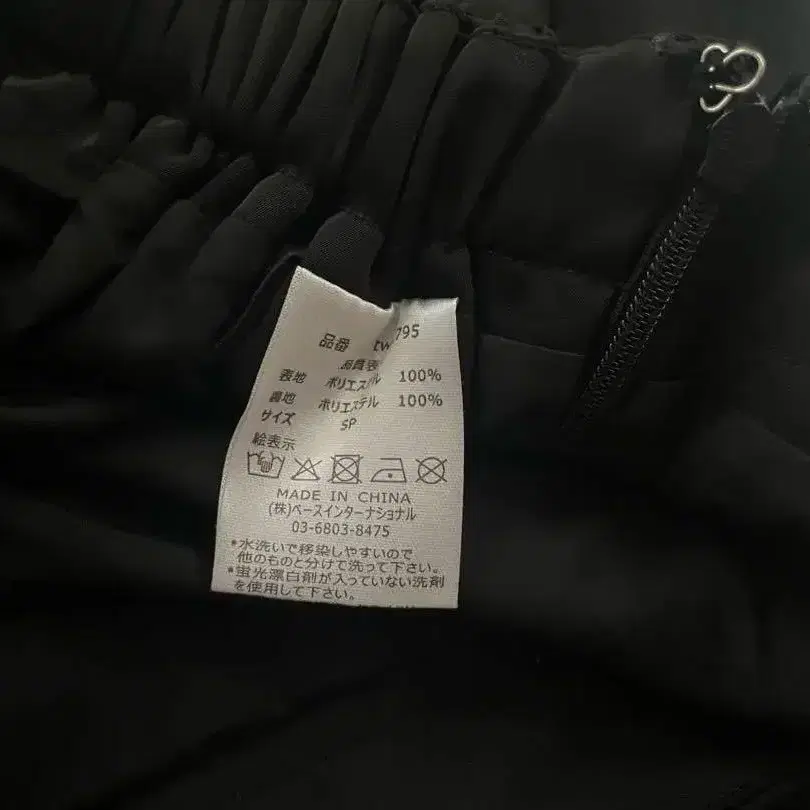 品番 795
品質表
表地 ポリエステル 100%
裏地 ポリエステル 100%
サイズ SP
絵表示
MADE IN CHINA
(株)ベースインターナショナル
03-6803-8475
*水洗いで移染しやすいので
他のものと分けて洗って下さい。
*蛍光漂白剤が入っていない洗剤
を使用して下さい。